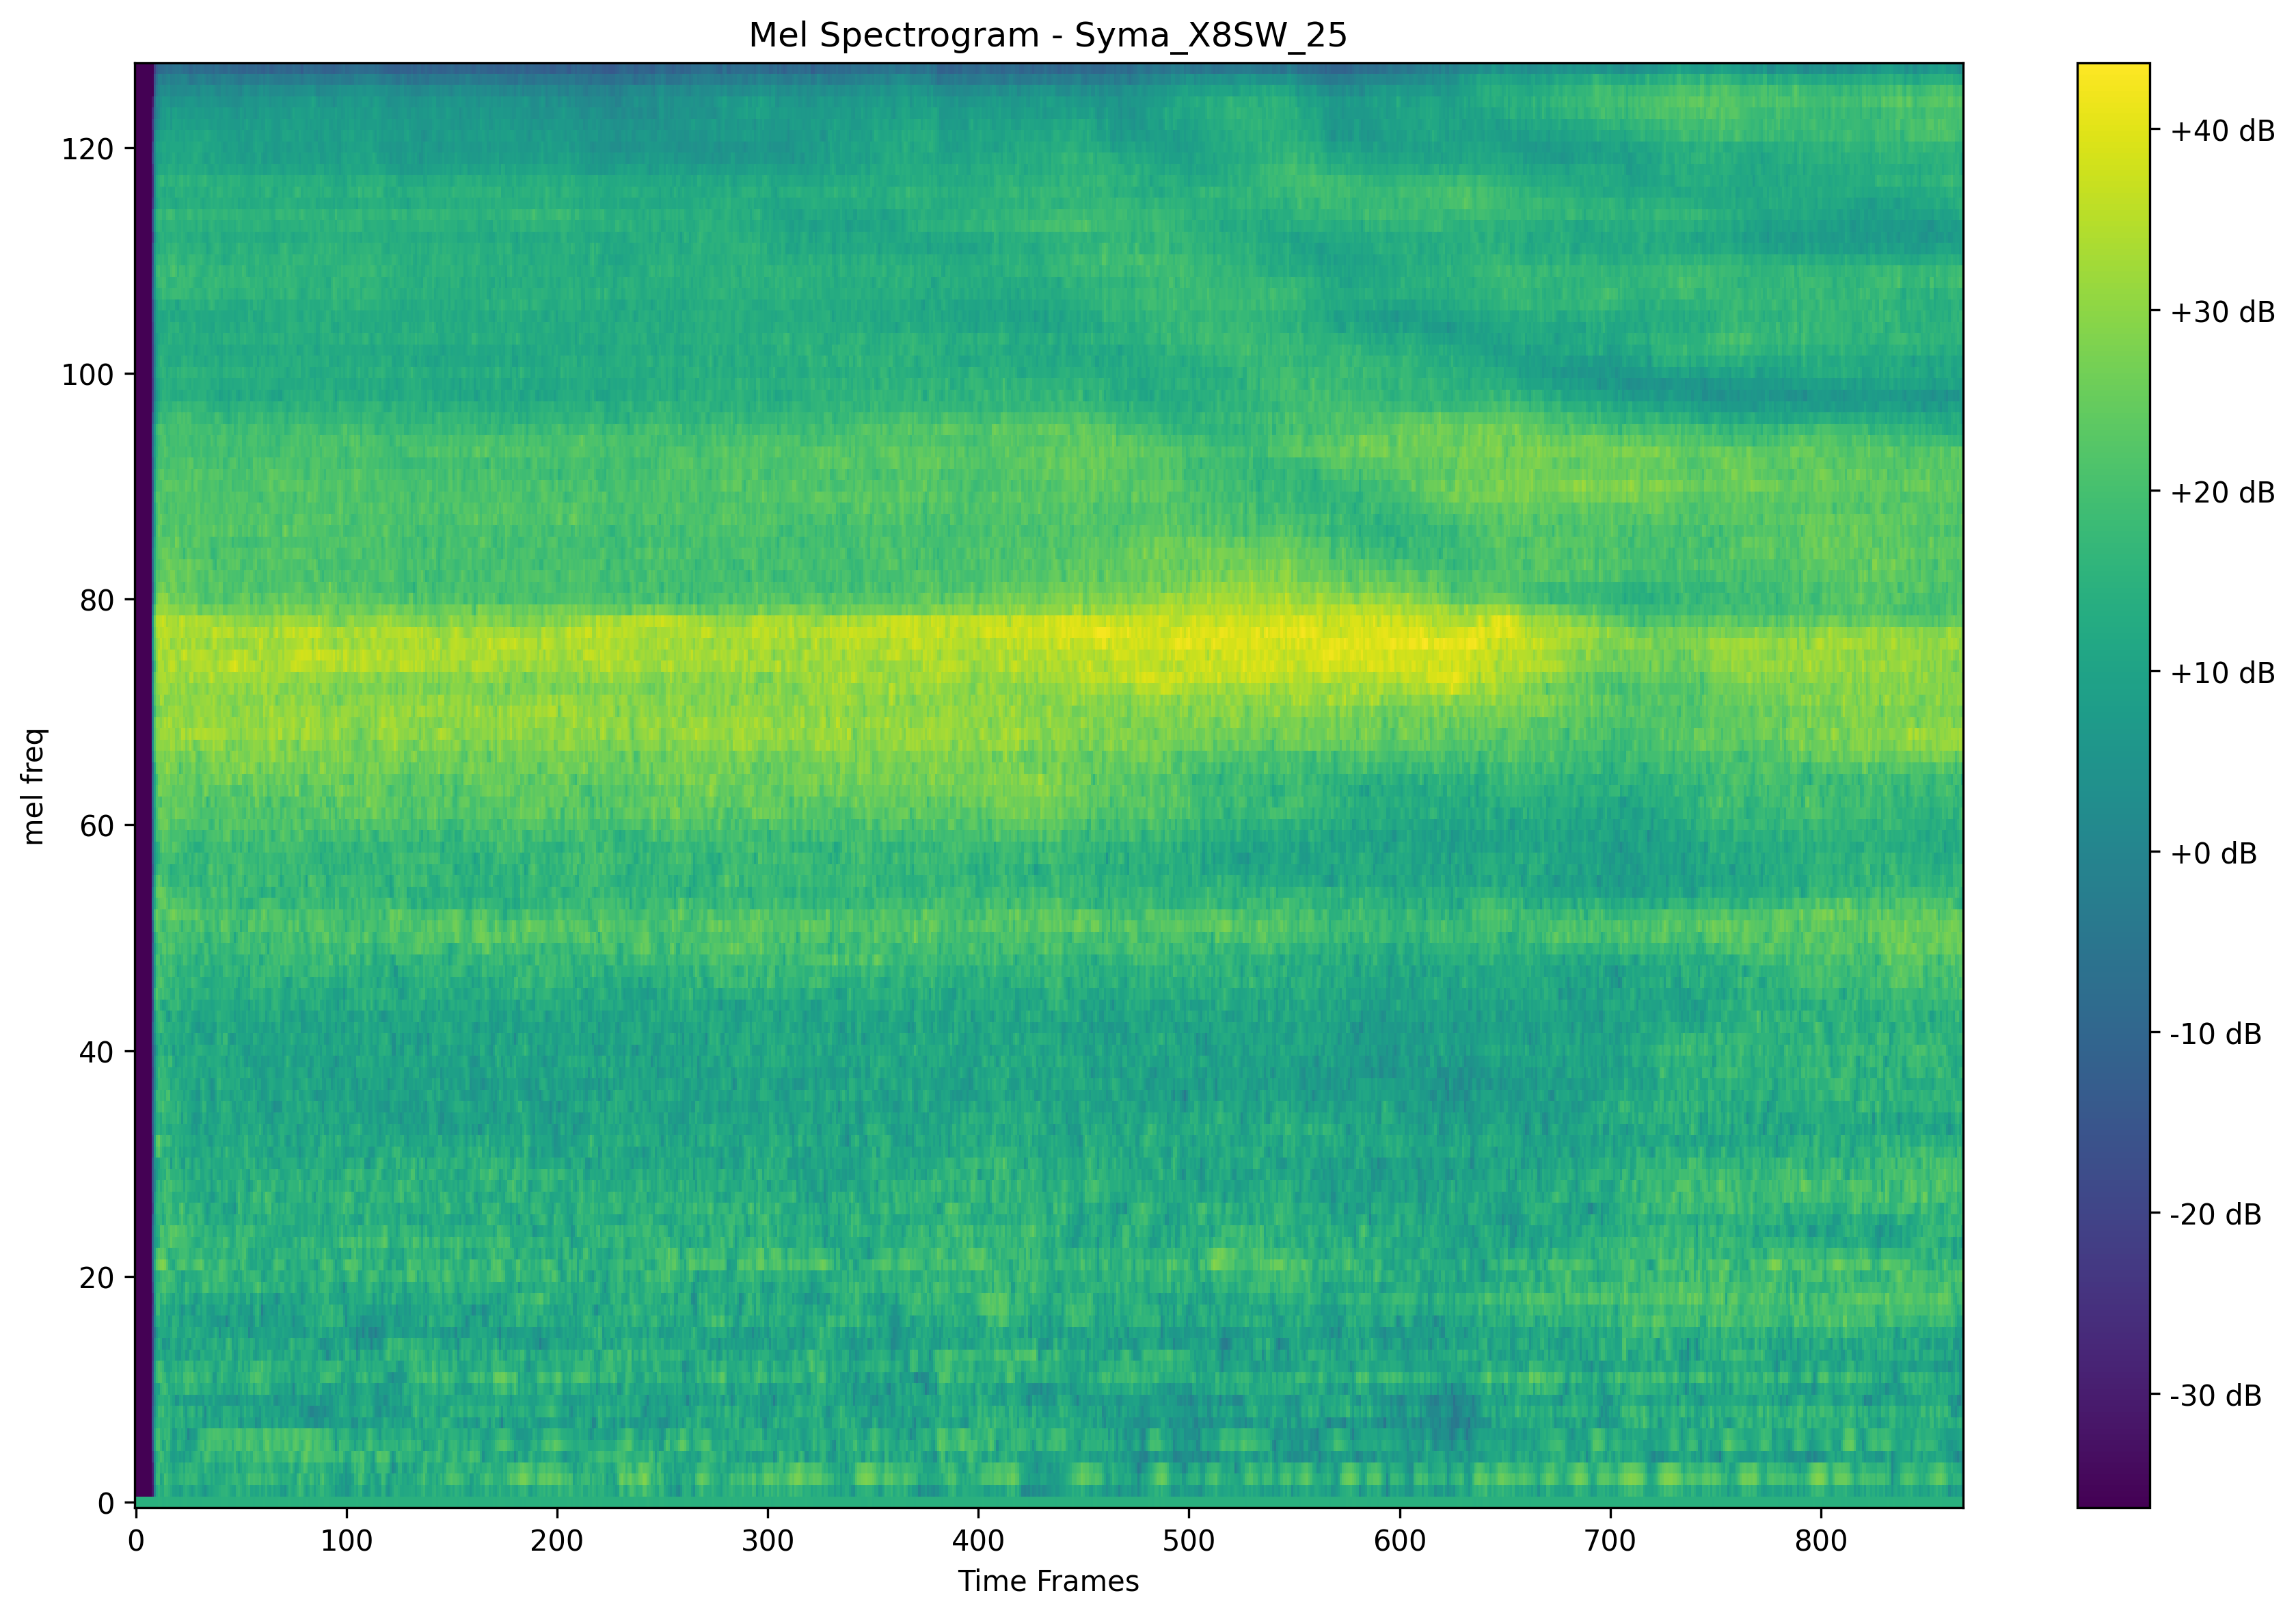 Mel Spectrogram - Syma_X8SW_25
mel freq
120
100
80
60
40
20
0
0 100 200 300 400 500 600 700 800
Time Frames
+40 dB
+30 dB
+20 dB
+10 dB
+0 dB
-10 dB
-20 dB
-30 dB